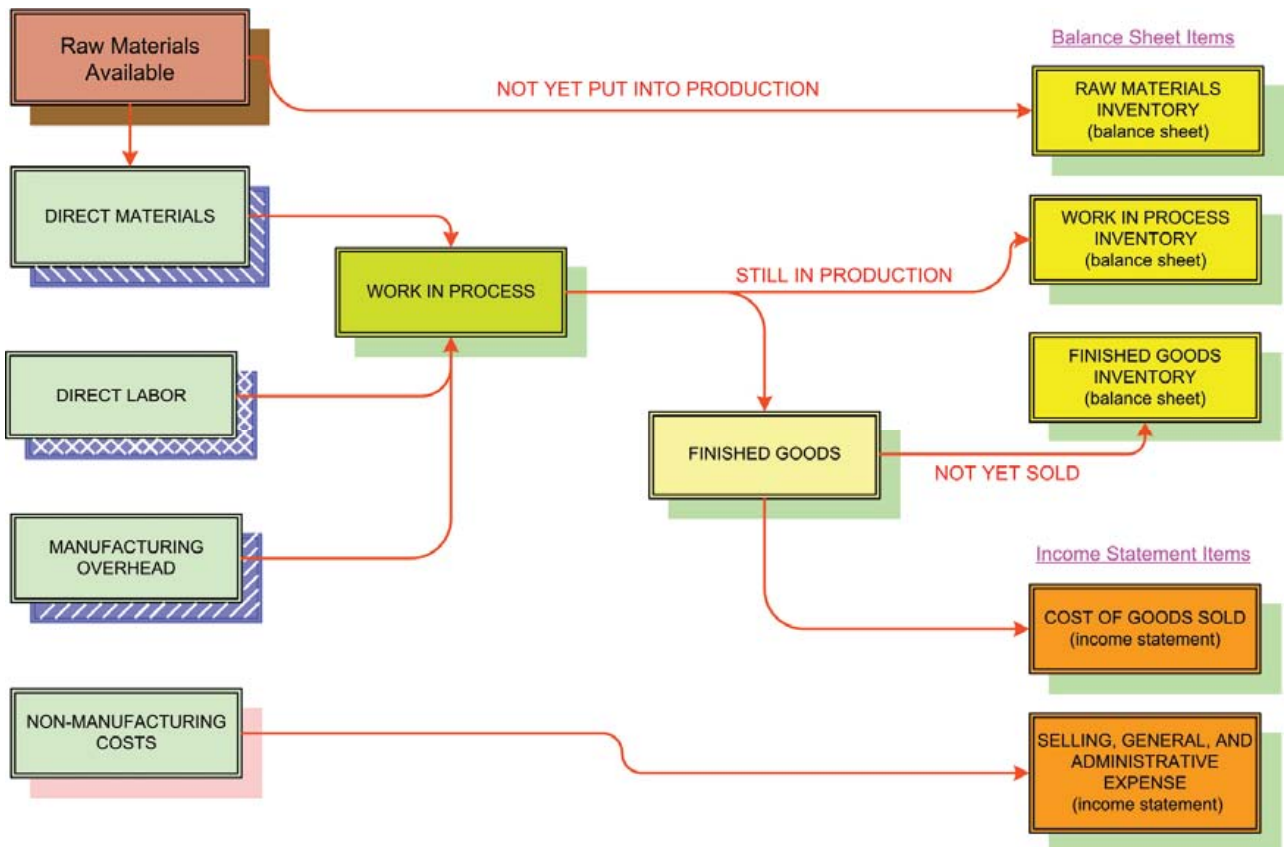 Raw Materials
Available
Balance Sheet Items
NOT YET PUT INTO PRODUCTION
RAW MATERIALS
INVENTORY
(balance sheet)
DIRECT MATERIALS
WORK IN PROCESS
INVENTORY
(balance sheet)
WORK IN PROCESS
STILL IN PRODUCTION
DIRECT LABOR
FINISHED GOODS
INVENTORY
(balance sheet)
FINISHED GOODS
NOT YET SOLD
MANUFACTURING
OVERHEAD
Income Statement Items
COST OF GOODS SOLD
(income statement)
NON-MANUFACTURING
COSTS
SELLING, GENERAL, AND
ADMINISTRATIVE
EXPENSE
(income statement)